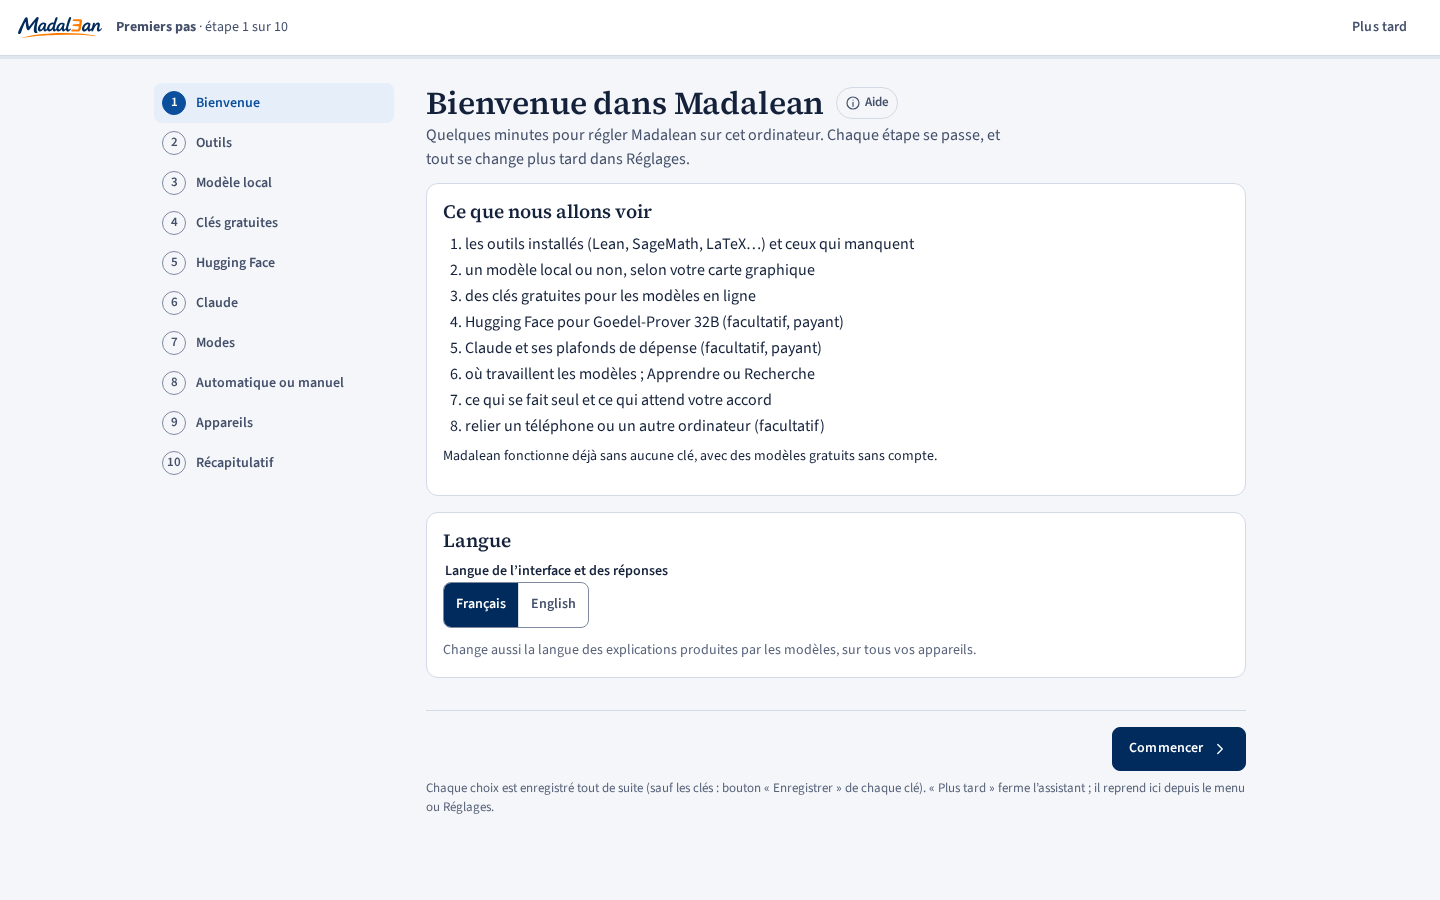 Madalean
Premiers pas · étape 1 sur 10
Plus tard
1 Bienvenue
2 Outils
3 Modèle local
4 Clés gratuites
5 Hugging Face
6 Claude
7 Modes
8 Automatique ou manuel
9 Appareils
10 Récapitulatif
Bienvenue dans Madalean
Aide
Quelques minutes pour régler Madalean sur cet ordinateur. Chaque étape se passe, et
tout se change plus tard dans Réglages.
Ce que nous allons voir
1. les outils installés (Lean, SageMath, LaTeX…) et ceux qui manquent
2. un modèle local ou non, selon votre carte graphique
3. des clés gratuites pour les modèles en ligne
4. Hugging Face pour Goedel-Prover 32B (facultatif, payant)
5. Claude et ses plafonds de dépense (facultatif, payant)
6. où travaillent les modèles ; Apprendre ou Recherche
7. ce qui se fait seul et ce qui attend votre accord
8. relier un téléphone ou un autre ordinateur (facultatif)
Madalean fonctionne déjà sans aucune clé, avec des modèles gratuits sans compte.
Langue
Langue de l’interface et des réponses
Français English
Change aussi la langue des explications produites par les modèles, sur tous vos appareils.
Commencer
Chaque choix est enregistré tout de suite (sauf les clés : bouton « Enregistrer » de chaque clé). « Plus tard » ferme l’assistant ; il reprend ici depuis le menu
ou Réglages.